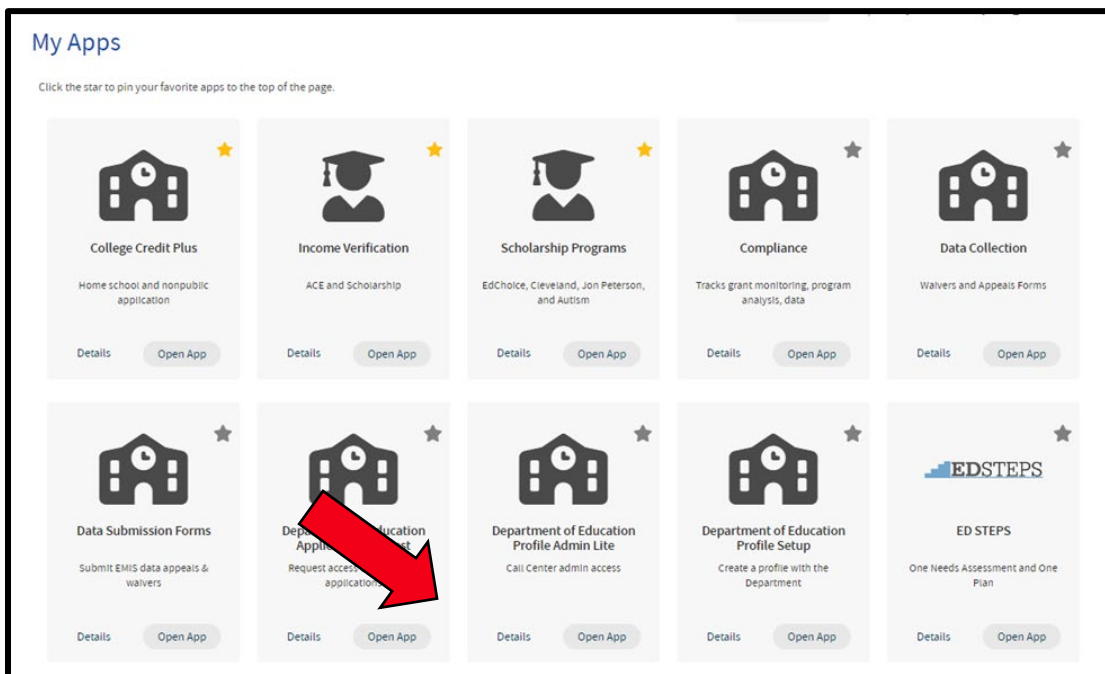 My Apps
Click the star to pin your favorite apps to the top of the page.
College Credit Plus
Home school and nonpublic
application
Details
Open App
Income Verification
ACE and Scholarship
Details
Open App
Scholarship Programs
EdChoice, Cleveland, Jon Peterson,
and Autism
Details
Open App
Compliance
Tracks grant monitoring, program
analysis, data
Details
Open App
Data Collection
Waivers and Appeals Forms
Details
Open App
Data Submission Forms
Submit EMIS data appeals &
waivers
Details
Open App
Request access
Details
Open App
Department of Education
Profile Admin Lite
Call Center admin access
Details
Open App
Department of Education
Profile Setup
Create a profile with the
Department
Details
Open App
EDSTEPS
ED STEPS
One Needs Assessment and One
Plan
Details
Open App